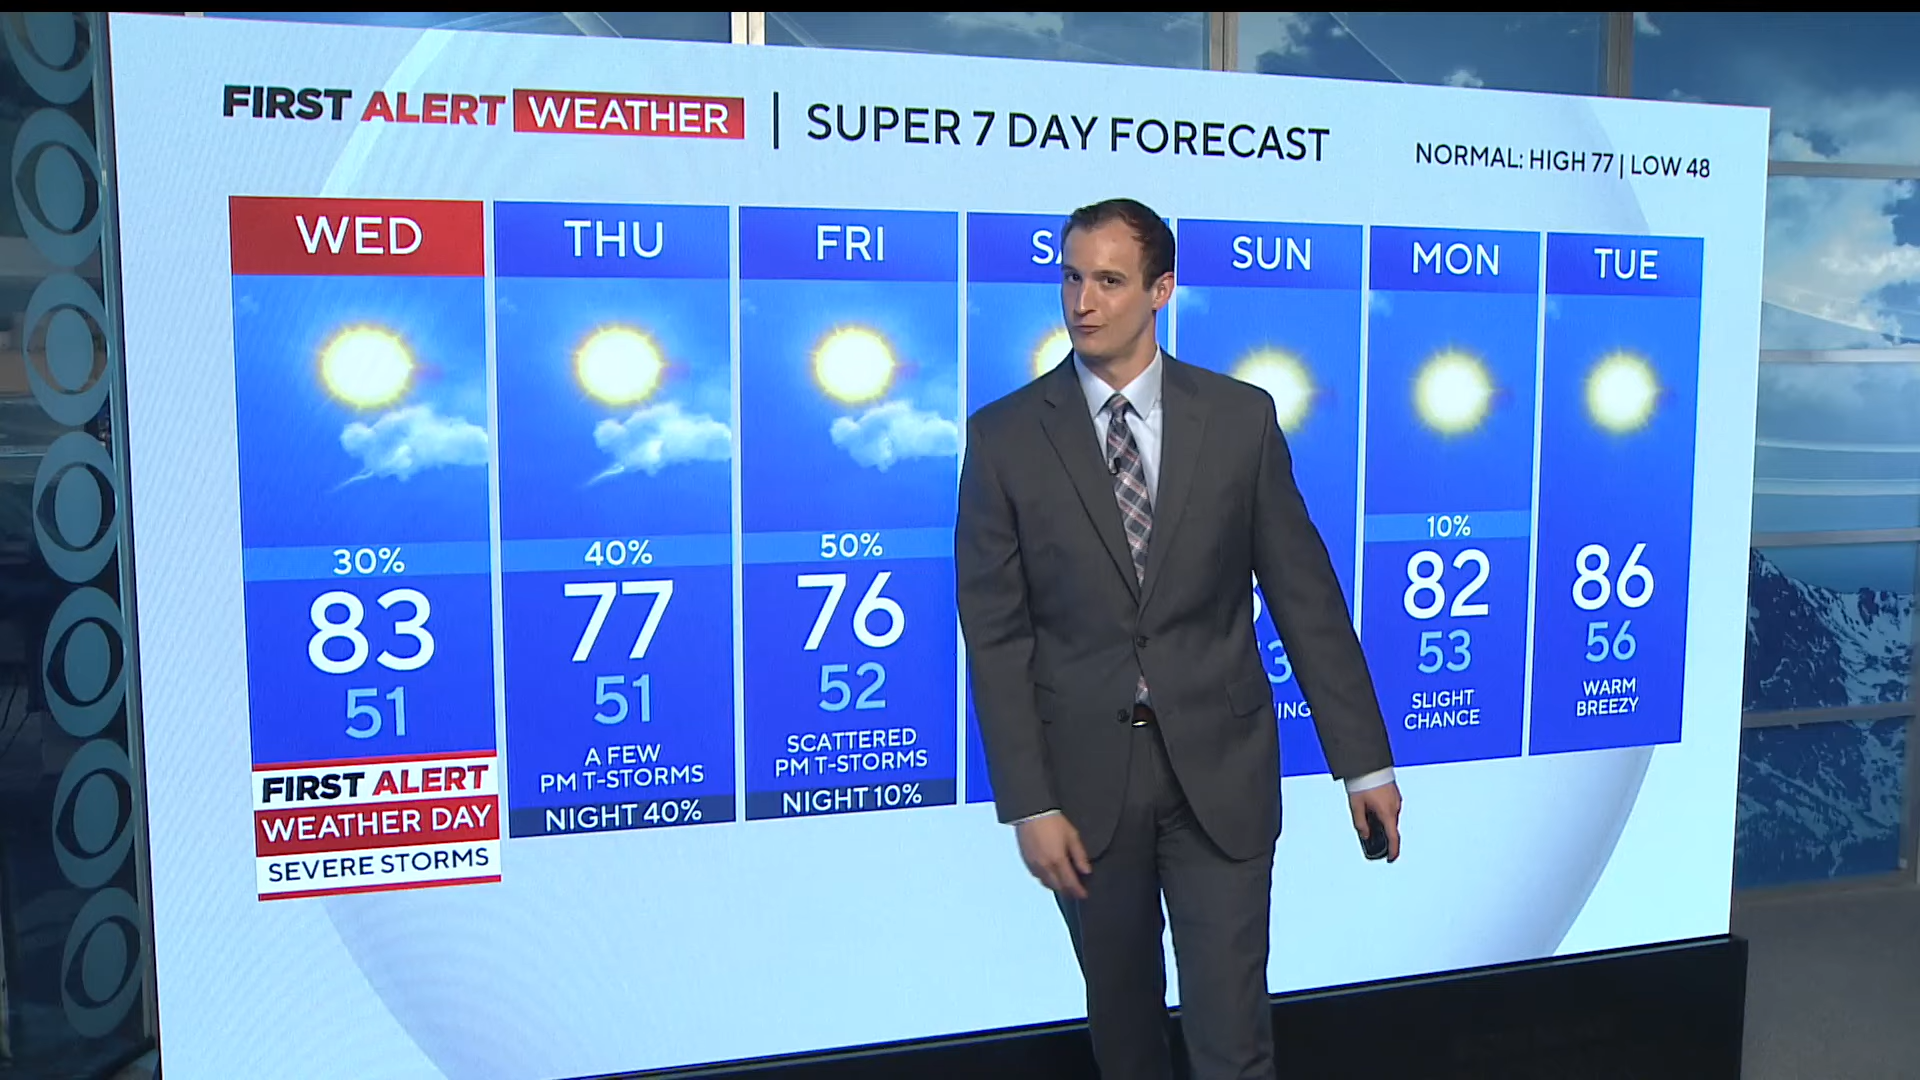 FIRST ALERT WEATHER | SUPER 7 DAY FORECAST
NORMAL: HIGH 77 | LOW 48
WED
30%
83
51
FIRST ALERT
WEATHER DAY
SEVERE STORMS
THU
40%
77
51
A FEW
PM T-STORMS
NIGHT 40%
FRI
50%
76
52
SCATTERED
PM T-STORMS
NIGHT 10%
SUN
MON
10%
82
53
SLIGHT
CHANCE
TUE
86
56
WARM
BREEZY